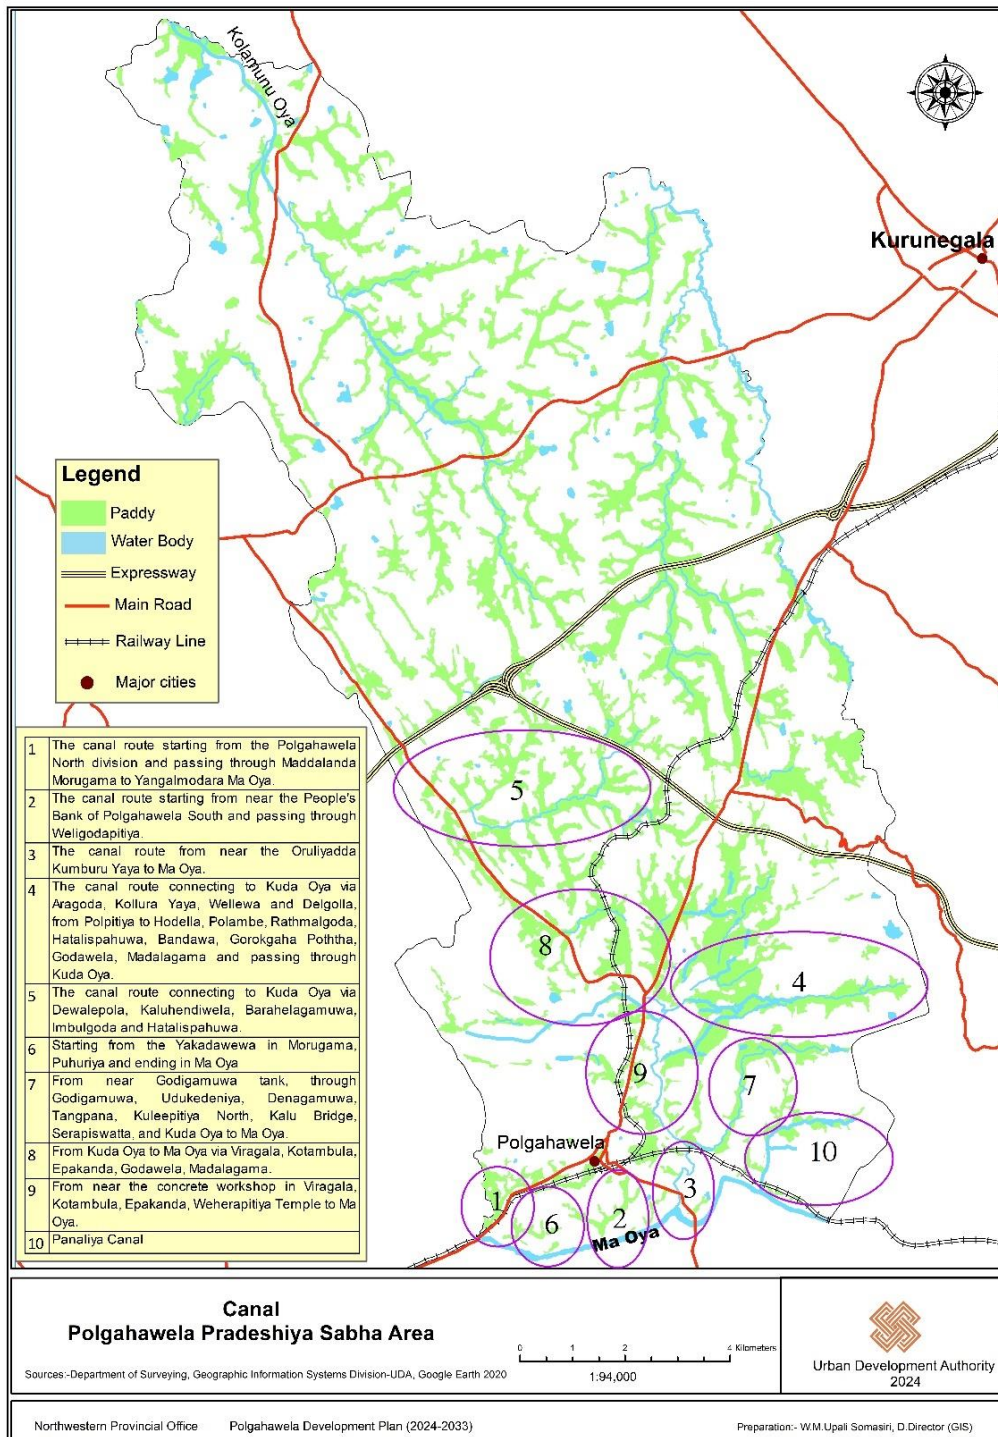 Kolamunu Oya
Kurunegala
Legend
Paddy
Water Body
Expressway
Main Road
Railway Line
Major cities
1 The canal route starting from the Polgahawela
North division and passing through Maddalanda
Morugama to Yangalmodara Ma Oya.
2 The canal route starting from near the People's
Bank of Polgahawela South and passing through
Weligodapitiya.
3 The canal route from near the Oruliyadda
Kumburu Yaya to Ma Oya.
4 The canal route connecting to Kuda Oya via
Aragoda, Kollura Yaya, Wellewa and Delgolla,
from Polpitiya to Hodella, Polambe, Rathmalgoda,
Hatalispahuwa, Bandawa, Gorokgaha Poththa,
Godawela, Madalagama and passing through
Kuda Oya.
5 The canal route connecting to Kuda Oya via
Dewalepola, Kaluhendiwela, Barahelagamuwa,
Imbulgoda and Hatalispahuwa.
6 Starting from the Yakadawewa in Morugama,
Puhuriya and ending in Ma Oya
7 From near Godigamuwa tank, through
Godigamuwa, Udukedeniya, Denagamuwa,
Tangpana, Kuleepitiya North, Kalu Bridge,
Serapiswatta, and Kuda Oya to Ma Oya.
8 From Kuda Oya to Ma Oya via Viragala, Kotambula,
Epakanda, Godawela, Madalagama.
9 From near the concrete workshop in Viragala,
Kotambula, Epakanda, Weherapitiya Temple to Ma
Oya.
10 Panaliya Canal
5
8
4
9
7
Polgahawela
10
3
1
6
2
Ma Oya
Canal
Polgahawela Pradeshiya Sabha Area
0 1 2 4 Kilometers
1:94,000
Sources:-Department of Surveying, Geographic Information Systems Division-UDA, Google Earth 2020
Urban Development Authority
2024
Northwestern Provincial Office Polgahawela Development Plan (2024-2033) Preparation:- W.M.Upali Somasiri, D.Director (GIS)